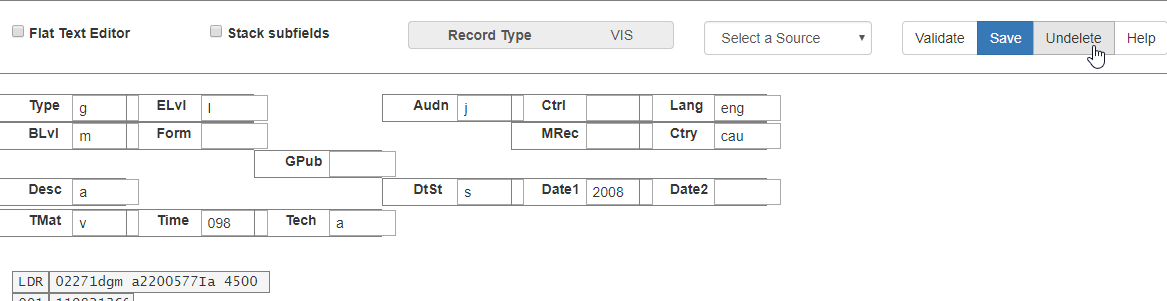 Flat Text Editor Stack subfields Record Type VIS Select a Source Validate Save Undelete Help
Type g ELvl I Audn j Ctrl Lang eng
BLvl m Form MRec Ctry cau
GPub
Desc a DtSt s Date1 2008 Date2
TMat v Time 098 Tech a
LDR 02271dgm a2200577Ia 4500
001